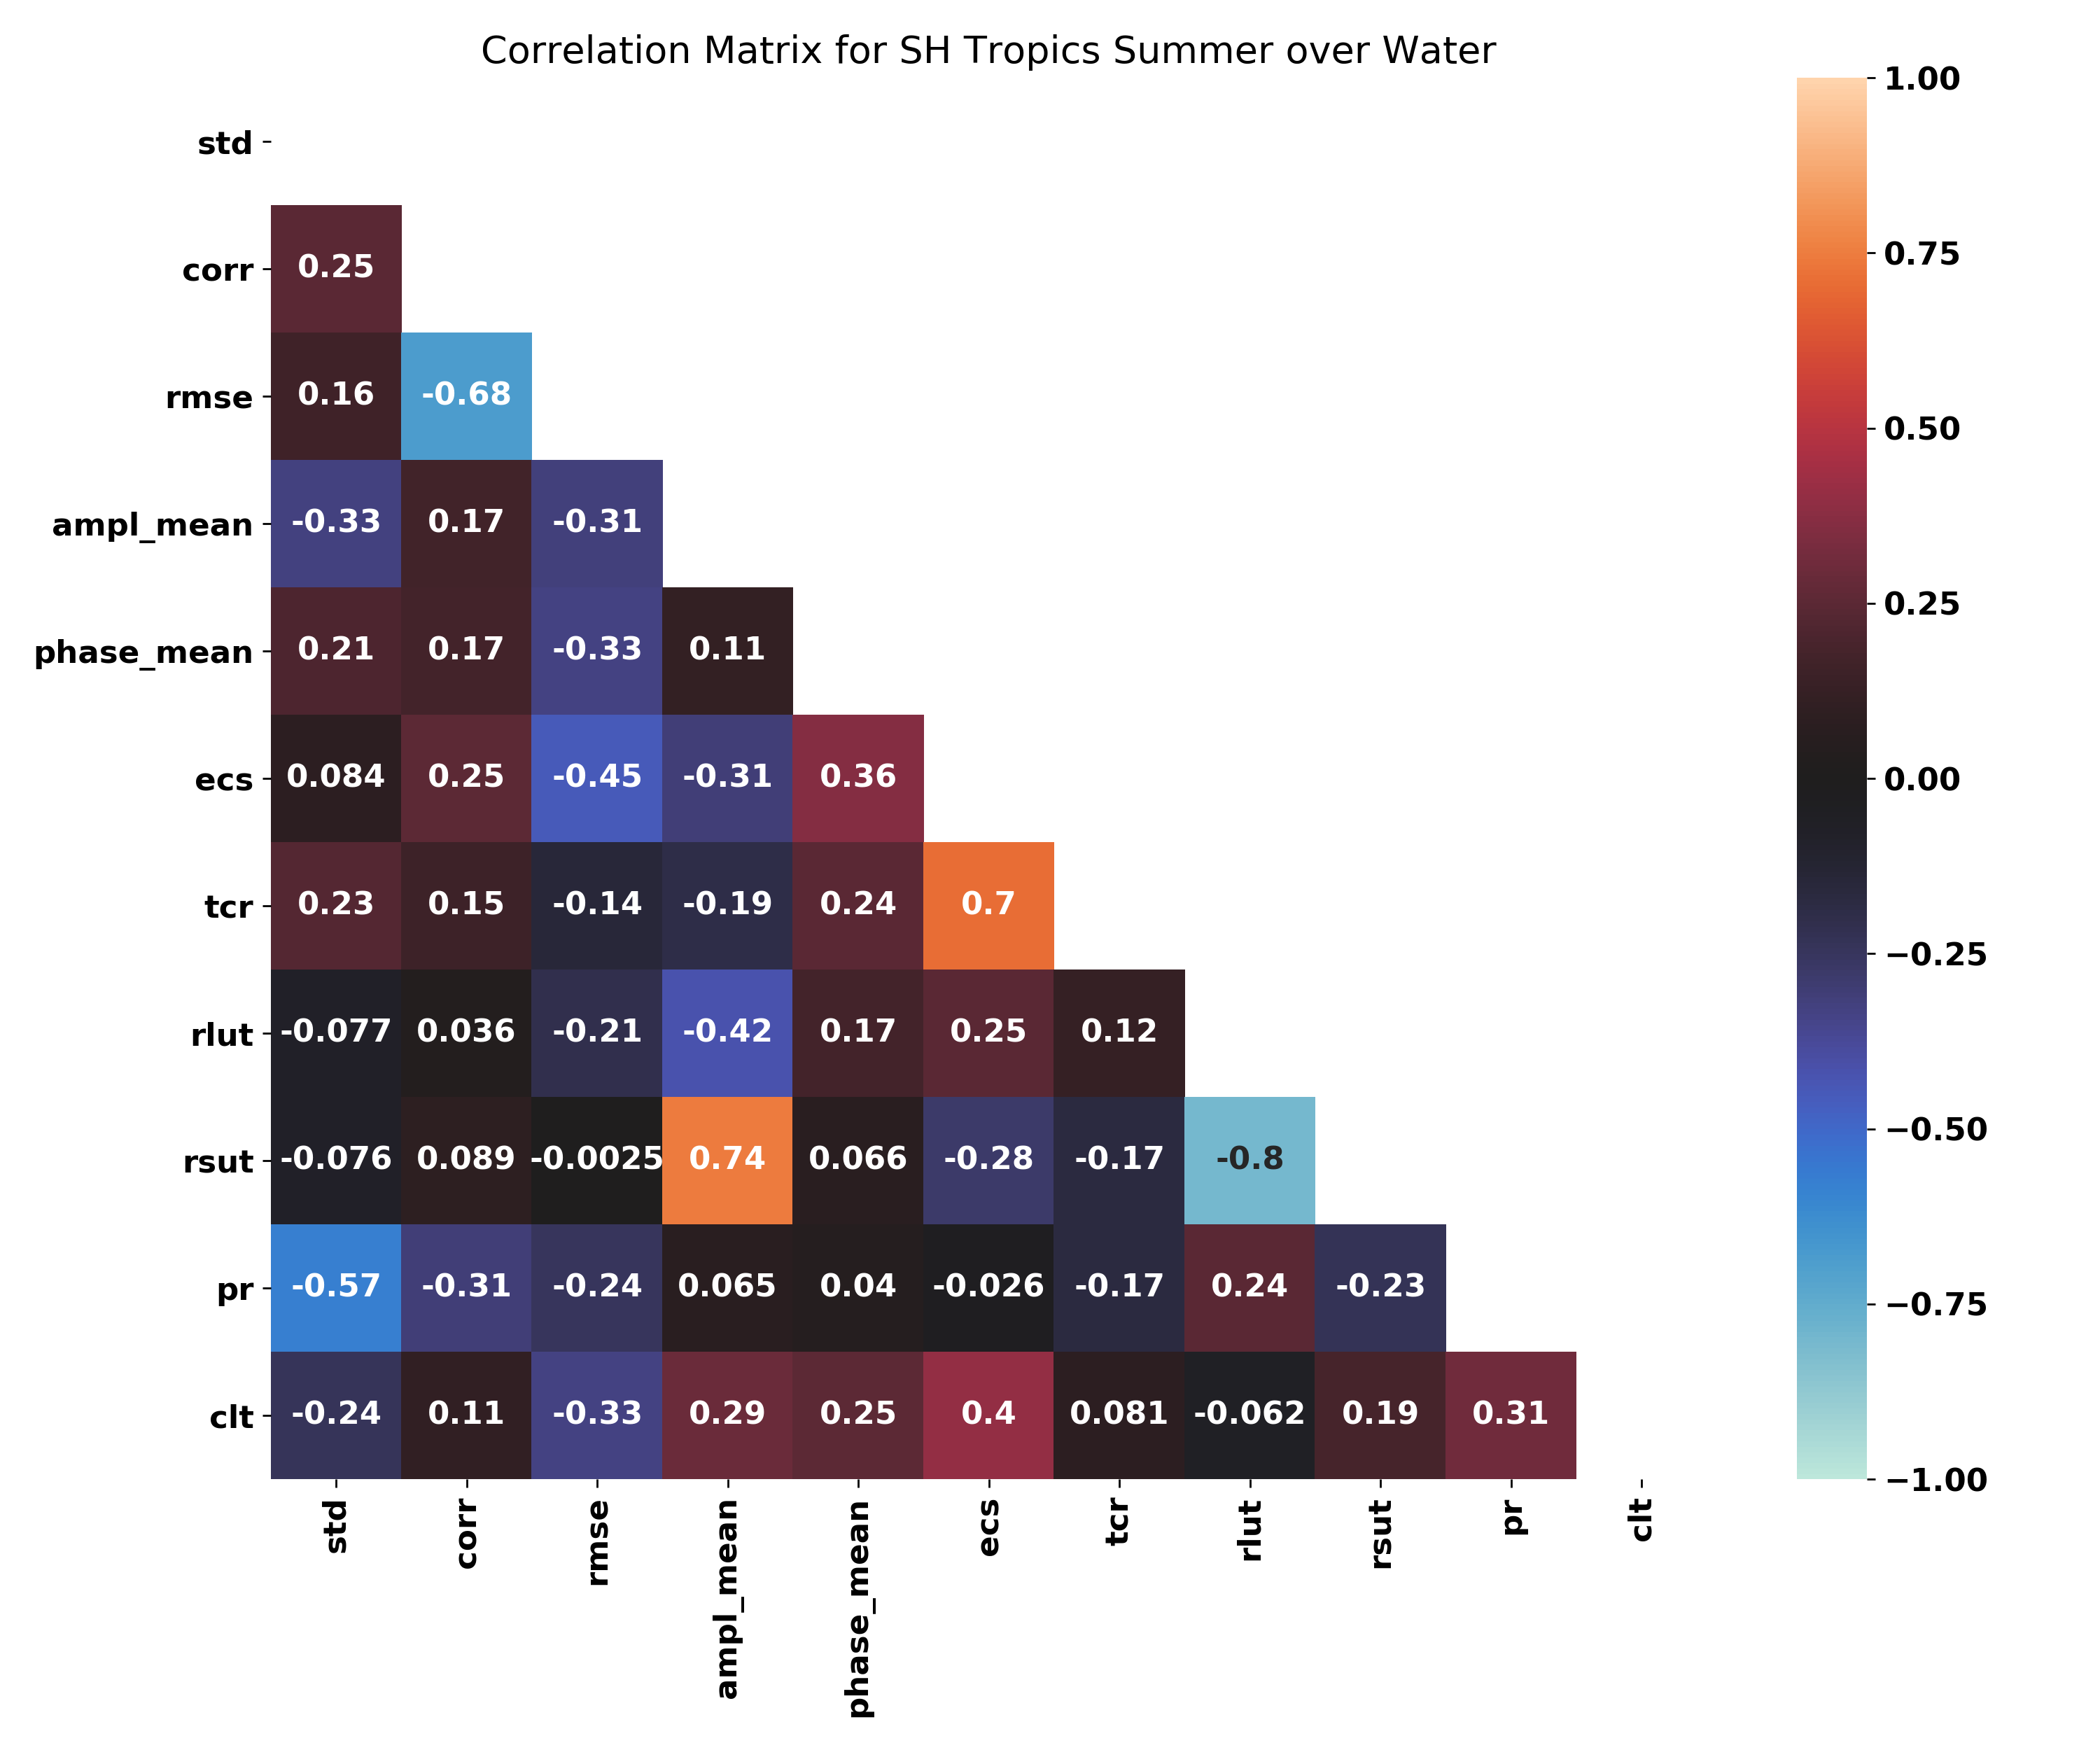 Correlation Matrix for SH Tropics Summer over Water
std
corr 0.25
rmse 0.16 -0.68
ampl_mean -0.33 0.17 -0.31
phase_mean 0.21 0.17 -0.33 0.11
ecs 0.084 0.25 -0.45 -0.31 0.36
tcr 0.23 0.15 -0.14 -0.19 0.24 0.7
rlut -0.077 0.036 -0.21 -0.42 0.17 0.25 0.12
rsut -0.076 0.089 -0.0025 0.74 0.066 -0.28 -0.17 -0.8
pr -0.57 -0.31 -0.24 0.065 0.04 -0.026 -0.17 0.24 -0.23
clt -0.24 0.11 -0.33 0.29 0.25 0.4 0.081 -0.062 0.19 0.31
std corr rmse ampl_mean phase_mean ecs tcr rlut rsut pr clt
1.00
0.75
0.50
0.25
0.00
−0.25
−0.50
−0.75
−1.00